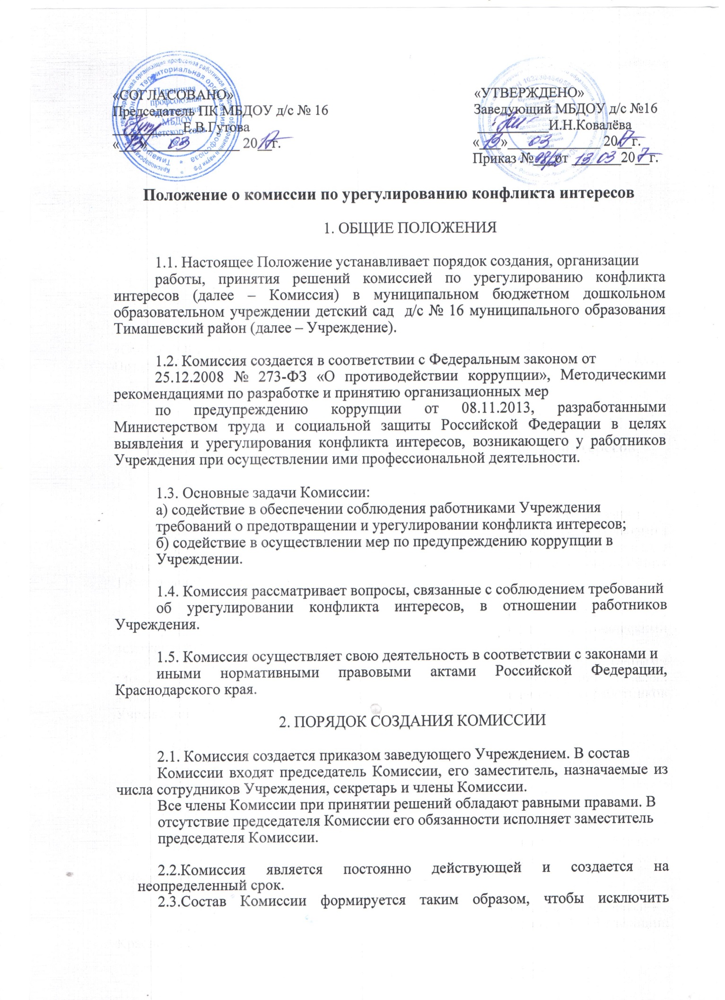 «СОГЛАСОВАНО»
Председатель ПК МБДОУ д/с № 16
__________Е.В.Гутова
«13» 03 2017г.
«УТВЕРЖДЕНО»
Заведующий МБДОУ д/с №16
__________И.Н.Ковалёва
«13» 03 2017г.
Приказ № от 13.03 2017г.
Первичная
профсоюзная
организация
МБДОУ
детского сада
Положение о комиссии по урегулированию конфликта интересов
1. ОБЩИЕ ПОЛОЖЕНИЯ
1.1. Настоящее Положение устанавливает порядок создания, организации
работы, принятия решений комиссией по урегулированию конфликта
интересов (далее – Комиссия) в муниципальном бюджетном дошкольном
образовательном учреждении детский сад д/с № 16 муниципального образования
Тимашевский район (далее – Учреждение).
1.2. Комиссия создается в соответствии с Федеральным законом от
25.12.2008 № 273-ФЗ «О противодействии коррупции», Методическими
рекомендациями по разработке и принятию организационных мер
по предупреждению коррупции от 08.11.2013, разработанными
Министерством труда и социальной защиты Российской Федерации в целях
выявления и урегулирования конфликта интересов, возникающего у работников
Учреждения при осуществлении ими профессиональной деятельности.
1.3. Основные задачи Комиссии:
а) содействие в обеспечении соблюдения работниками Учреждения
требований о предотвращении и урегулировании конфликта интересов;
б) содействие в осуществлении мер по предупреждению коррупции в
Учреждении.
1.4. Комиссия рассматривает вопросы, связанные с соблюдением требований
об урегулировании конфликта интересов, в отношении работников
Учреждения.
1.5. Комиссия осуществляет свою деятельность в соответствии с законами и
иными нормативными правовыми актами Российской Федерации,
Краснодарского края.
2. ПОРЯДОК СОЗДАНИЯ КОМИССИИ
2.1. Комиссия создается приказом заведующего Учреждением. В состав
Комиссии входят председатель Комиссии, его заместитель, назначаемые из
числа сотрудников Учреждения, секретарь и члены Комиссии.
Все члены Комиссии при принятии решений обладают равными правами. В
отсутствие председателя Комиссии его обязанности исполняет заместитель
председателя Комиссии.
2.2.Комиссия является постоянно действующей и создается на
неопределенный срок.
2.3.Состав Комиссии формируется таким образом, чтобы исключить